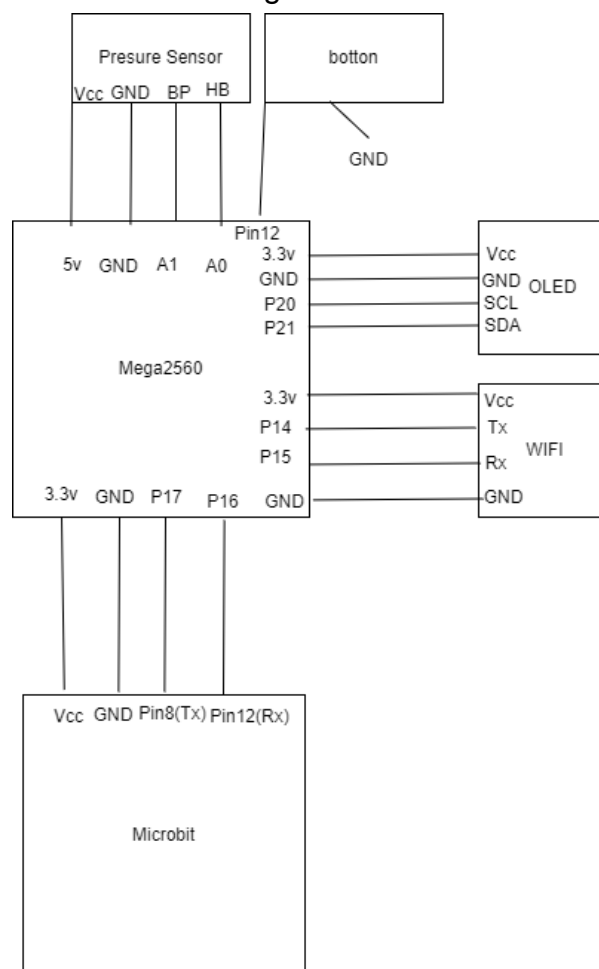 Presure Sensor
Vcc GND BP HB
botton
GND
Pin12
5v GND A1 A0
3.3v
GND
P20
P21
Vcc
GND
SCL
SDA
OLED
Mega2560
3.3v
P14
P15
GND
Vcc
Tx
Rx
GND
WIFI
3.3v GND P17 P16
Vcc GND Pin8(Tx) Pin12(Rx)
Microbit